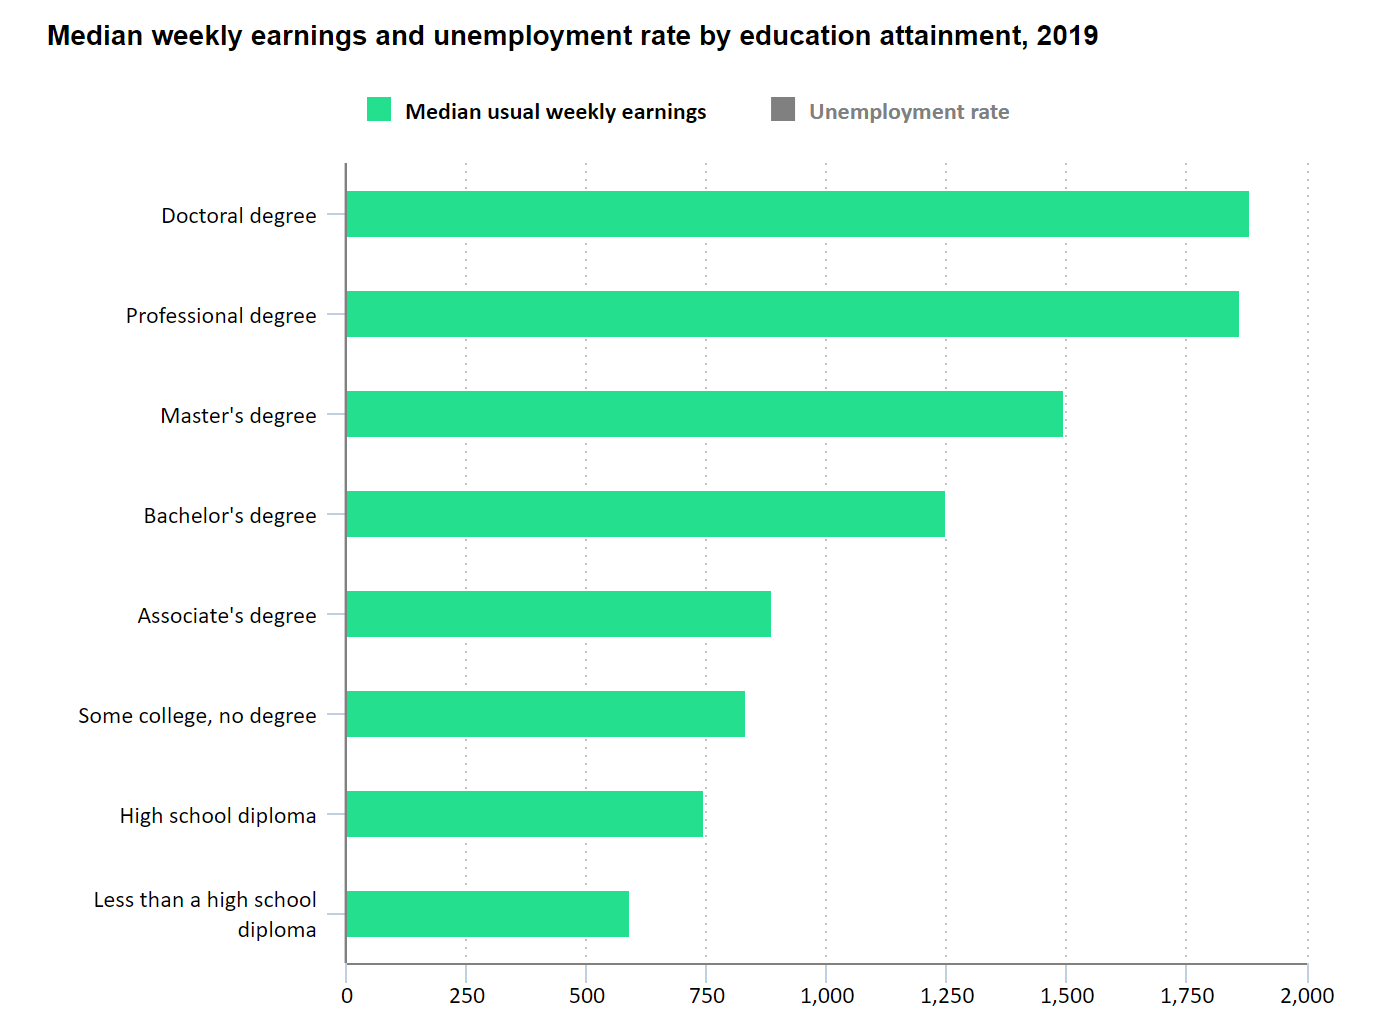 Median weekly earnings and unemployment rate by education attainment, 2019
Median usual weekly earnings Unemployment rate
Doctoral degree
Professional degree
Master's degree
Bachelor's degree
Associate's degree
Some college, no degree
High school diploma
Less than a high school
diploma
0 250 500 750 1,000 1,250 1,500 1,750 2,000